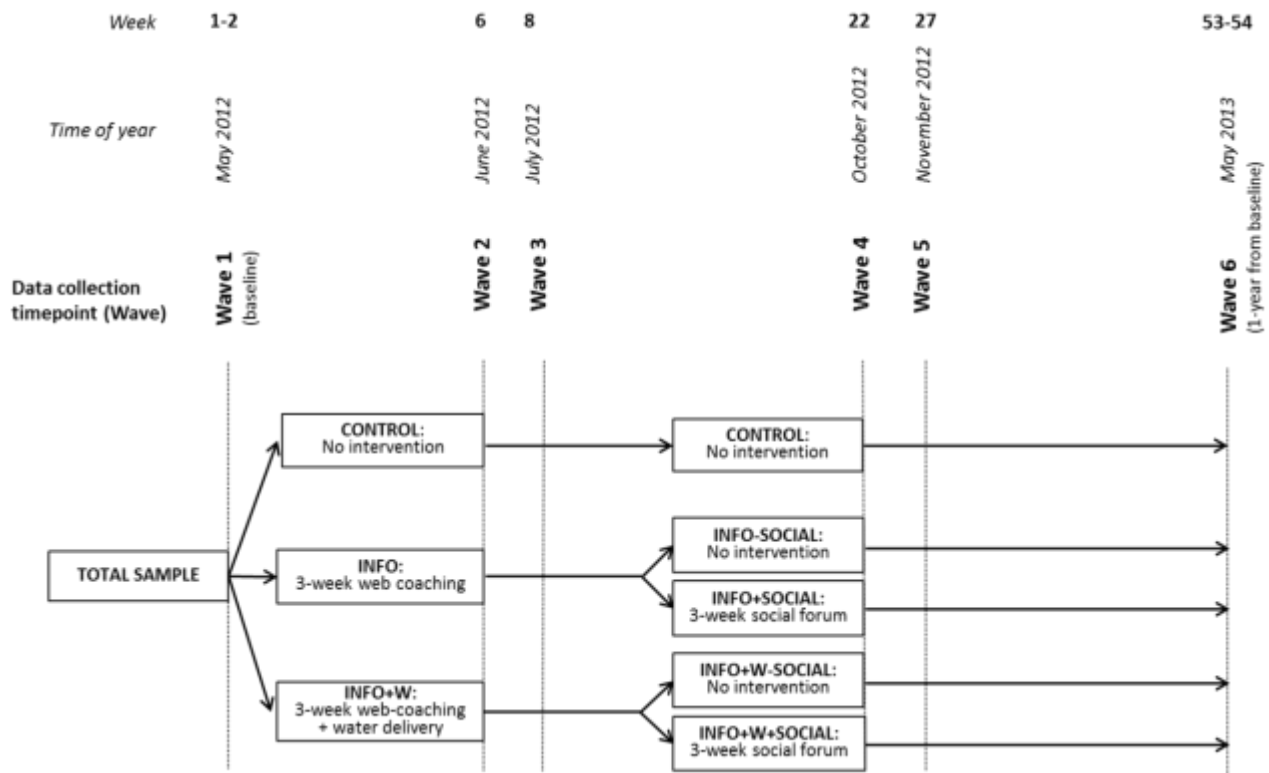 Week 1-2 6 8 22 27 53-54
Time of year May 2012 June 2012 July 2012 October 2012 November 2012 May 2013
Data collection
timepoint (Wave)
Wave 1
(baseline)
Wave 2
Wave 3
Wave 4
Wave 5
Wave 6
(1-year from baseline)
TOTAL SAMPLE
CONTROL:
No intervention
INFO:
3-week web coaching
INFO+W:
3-week web-coaching
+ water delivery
CONTROL:
No intervention
INFO-SOCIAL:
No intervention
INFO+SOCIAL:
3-week social forum
INFO+W-SOCIAL:
No intervention
INFO+W+SOCIAL:
3-week social forum